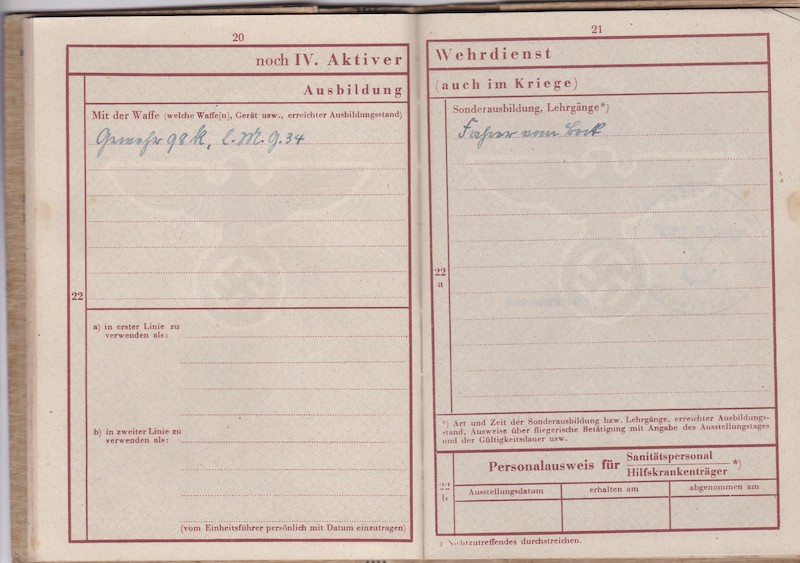 20
noch IV. Aktiver
Ausbildung
Mit der Waffe (welche Waffe[n], Gerät usw., erreichter Ausbildungsstand)
Gewehr 98k, l. M. G. 34
22
a) in erster Linie zu
verwenden als:
b) in zweiter Linie zu
verwenden als:
(vom Einheitsführer persönlich mit Datum einzutragen)
21
Wehrdienst
(auch im Kriege)
Sonderausbildung, Lehrgänge*)
Fahrer vom Bock
22
a
*) Art und Zeit der Sonderausbildung bzw. Lehrgänge, erreichter Ausbildungs-
stand, Ausweise über fliegerische Betätigung mit Angabe des Ausstellungstages
und der Gültigkeitsdauer usw.
22
b
Personalausweis für Sanitätspersonal
Hilfskrankenträger *)
Ausstellungsdatum erhalten am abgenommen am
*) Nichtzutreffendes durchstreichen.